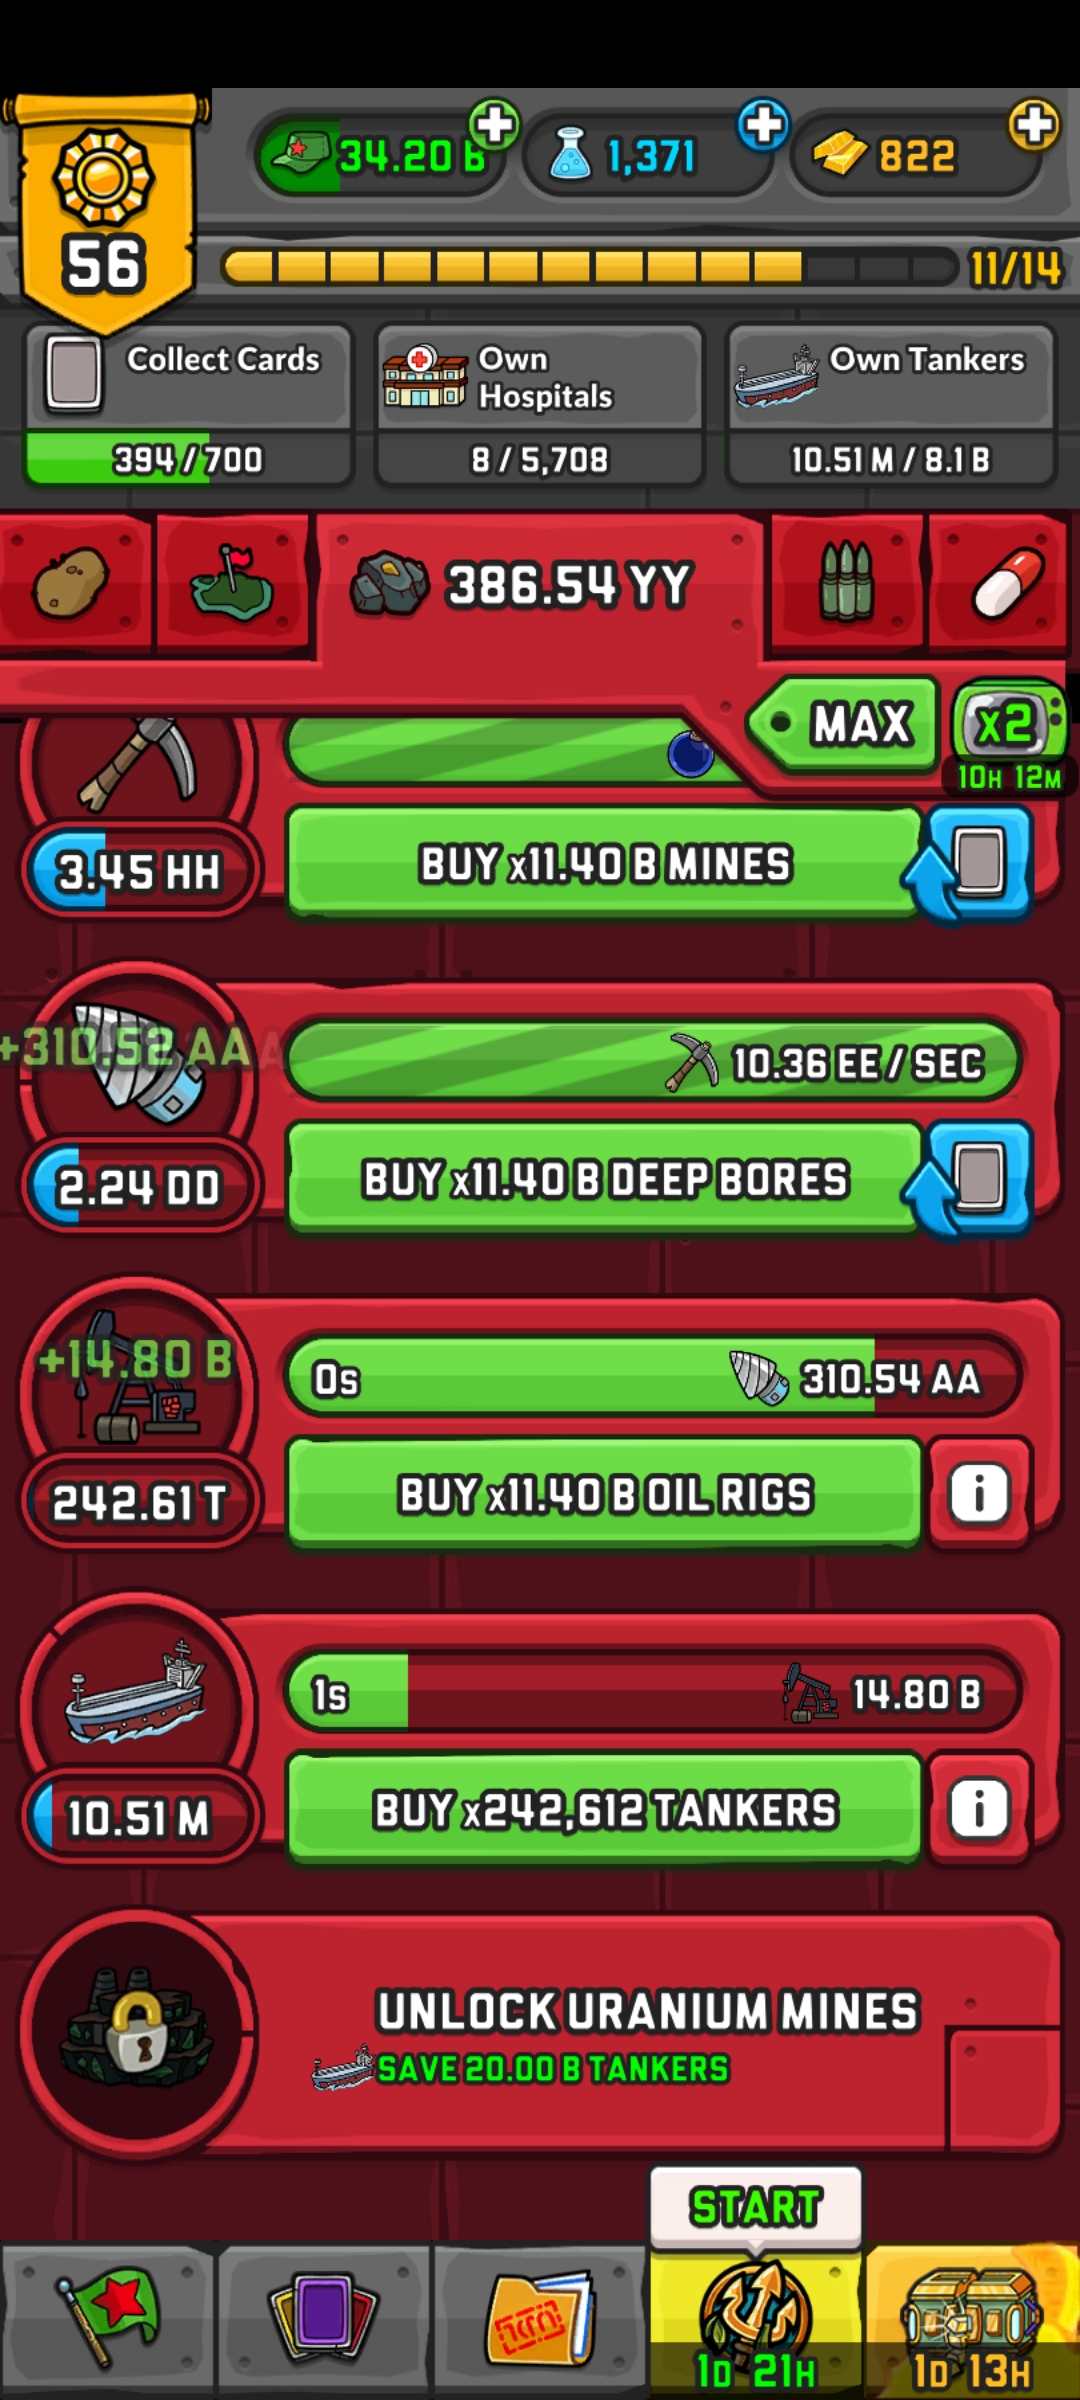 34.20 B
1,371
822
56
11/14
Collect Cards
Own Hospitals
Own Tankers
394 / 700
8 / 5,708
10.51 M / 8.1 B
386.54 YY
MAX
x2
10H 12M
3.45 HH
BUY x11.40 B MINES
+310.52 AA
10.36 EE / SEC
2.24 DD
BUY x11.40 B DEEP BORES
+14.80 B
0s
310.54 AA
242.61 T
BUY x11.40 B OIL RIGS
i
1s
14.80 B
10.51 M
BUY x242,612 TANKERS
i
UNLOCK URANIUM MINES
SAVE 20.00 B TANKERS
START
1D 21H
1D 13H